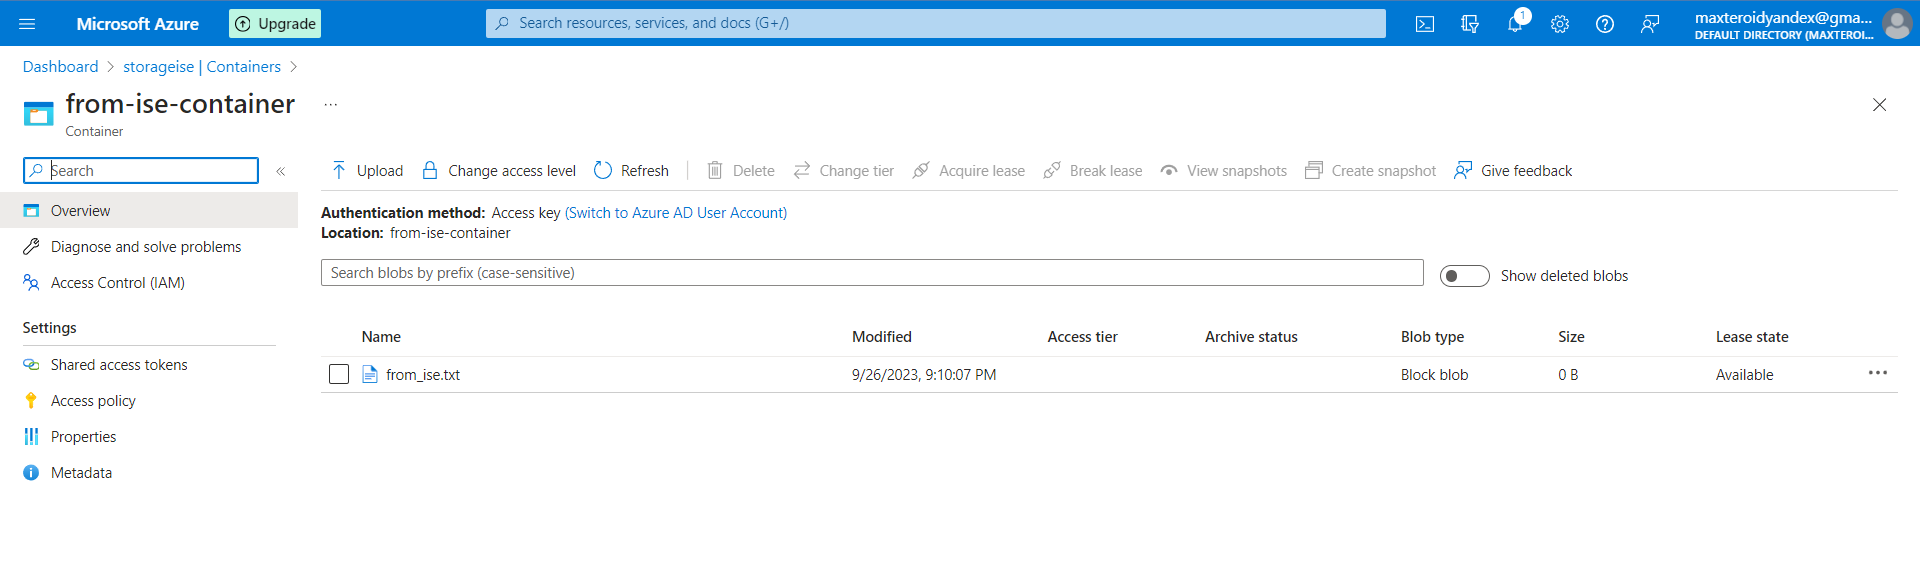 Microsoft Azure Upgrade Search resources, services, and docs (G+/) 1 maxteroidyandex@gma...
DEFAULT DIRECTORY (MAXTEROI...
Dashboard > storageise | Containers >
from-ise-container ...
Container
Search «
Upload Change access level Refresh Delete Change tier Acquire lease Break lease View snapshots Create snapshot Give feedback
Overview
Diagnose and solve problems
Access Control (IAM)
Settings
Shared access tokens
Access policy
Properties
Metadata
Authentication method: Access key (Switch to Azure AD User Account)
Location: from-ise-container
Search blobs by prefix (case-sensitive) Show deleted blobs
Name Modified Access tier Archive status Blob type Size Lease state
from_ise.txt 9/26/2023, 9:10:07 PM Block blob 0 B Available ...